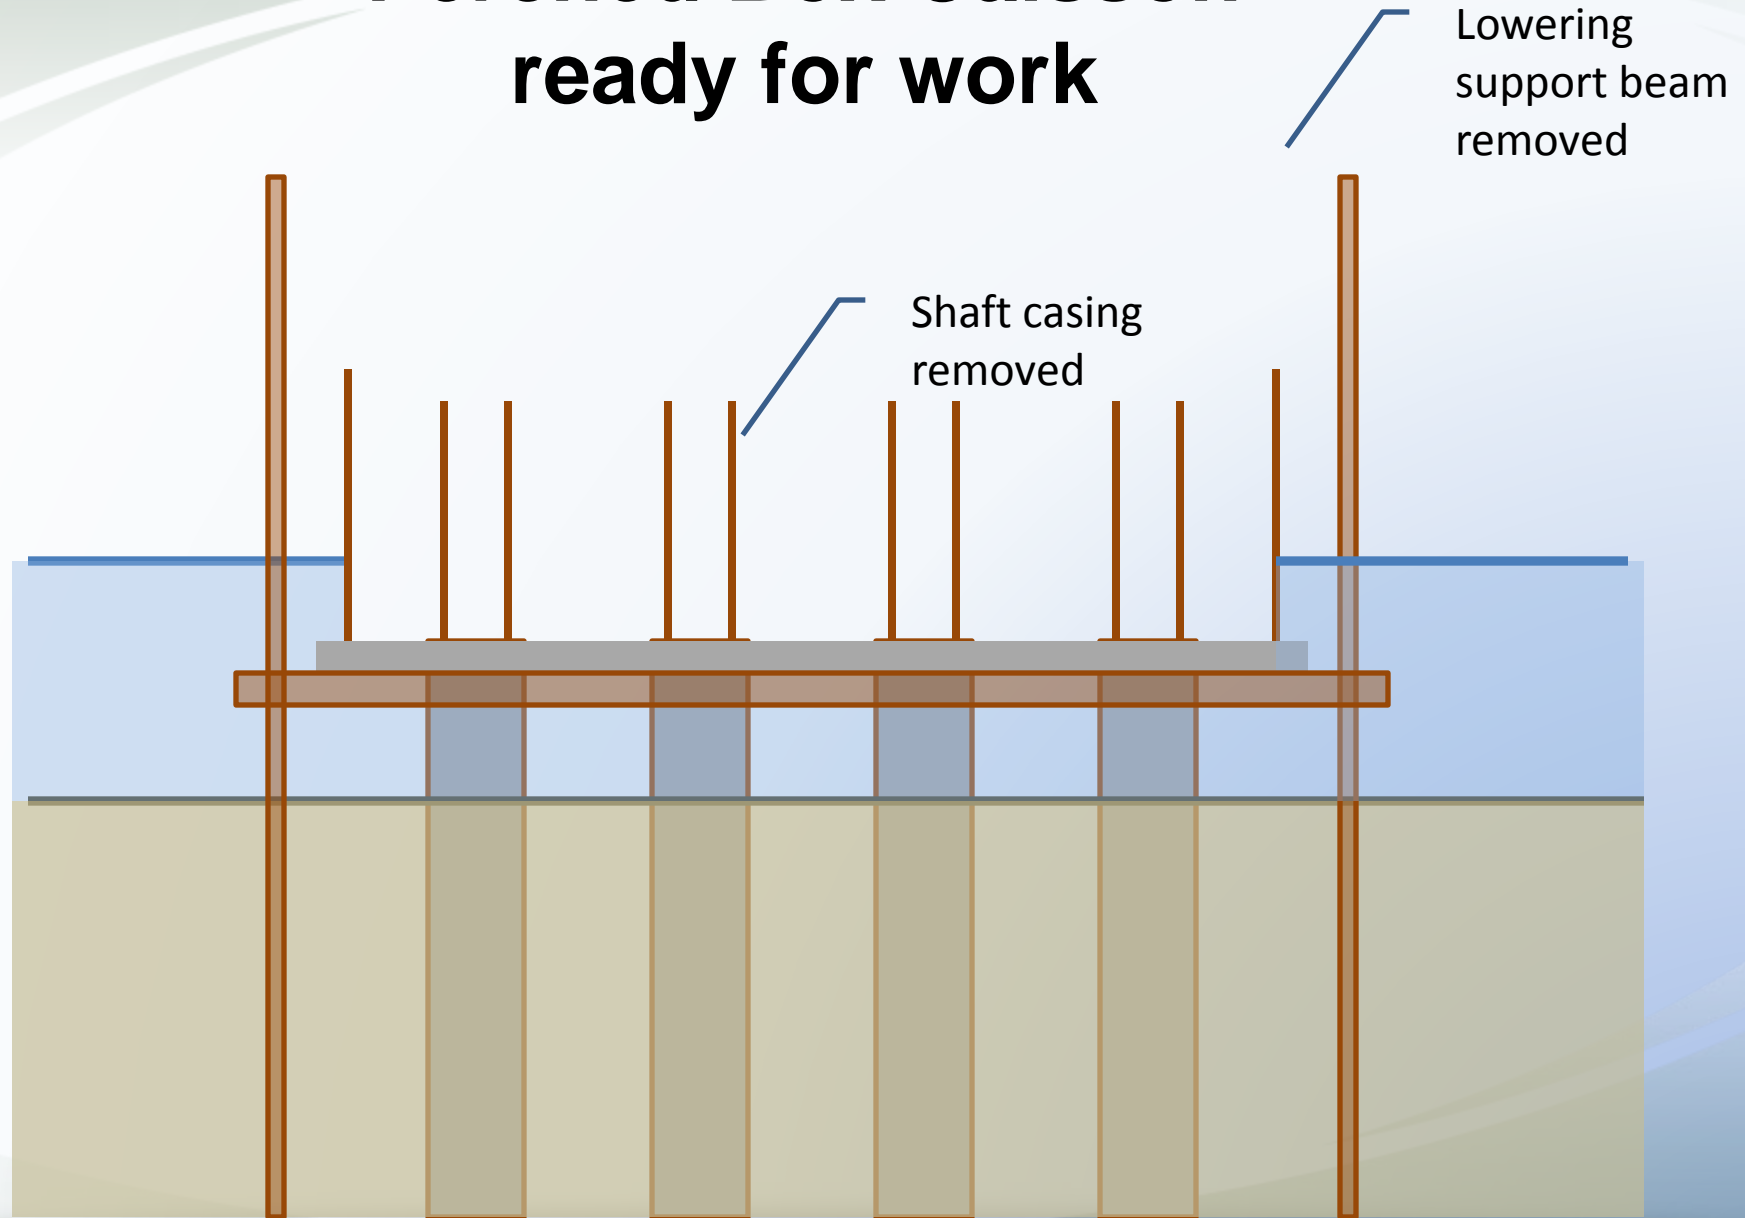 ready for work
Lowering
support beam
removed
Shaft casing
removed